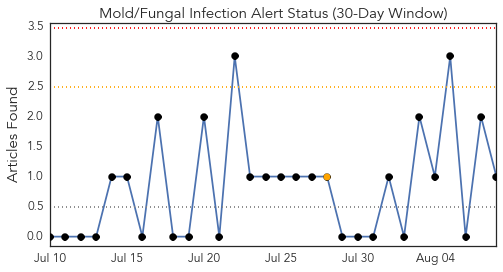 Mold/Fungal Infection Alert Status (30-Day Window)
3.5
3.0
2.5
2.0
1.5
1.0
0.5
0.0
Articles Found
Jul 10
Jul 15
Jul 20
Jul 25
Jul 30
Aug 04